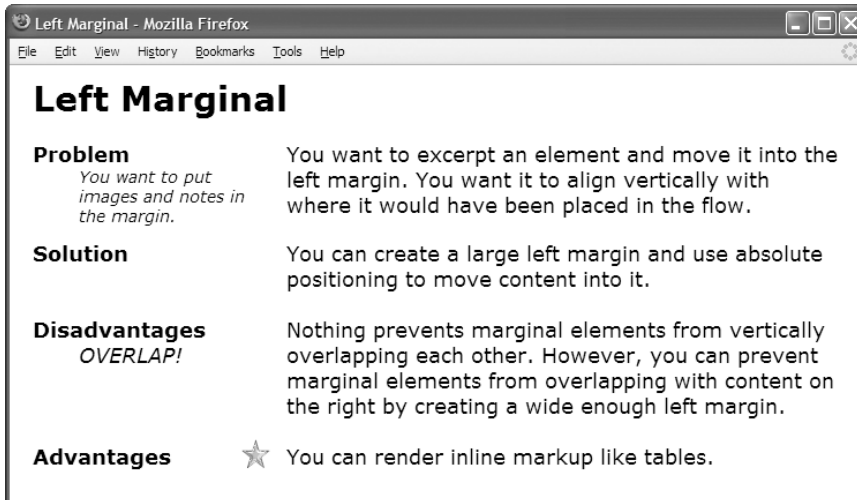 Left Marginal - Mozilla Firefox
File Edit View History Bookmarks Tools Help
Left Marginal
Problem
You want to put
images and notes in
the margin.
You want to excerpt an element and move it into the
left margin. You want it to align vertically with
where it would have been placed in the flow.
Solution
You can create a large left margin and use absolute
positioning to move content into it.
Disadvantages
OVERLAP!
Nothing prevents marginal elements from vertically
overlapping each other. However, you can prevent
marginal elements from overlapping with content on
the right by creating a wide enough left margin.
Advantages
You can render inline markup like tables.